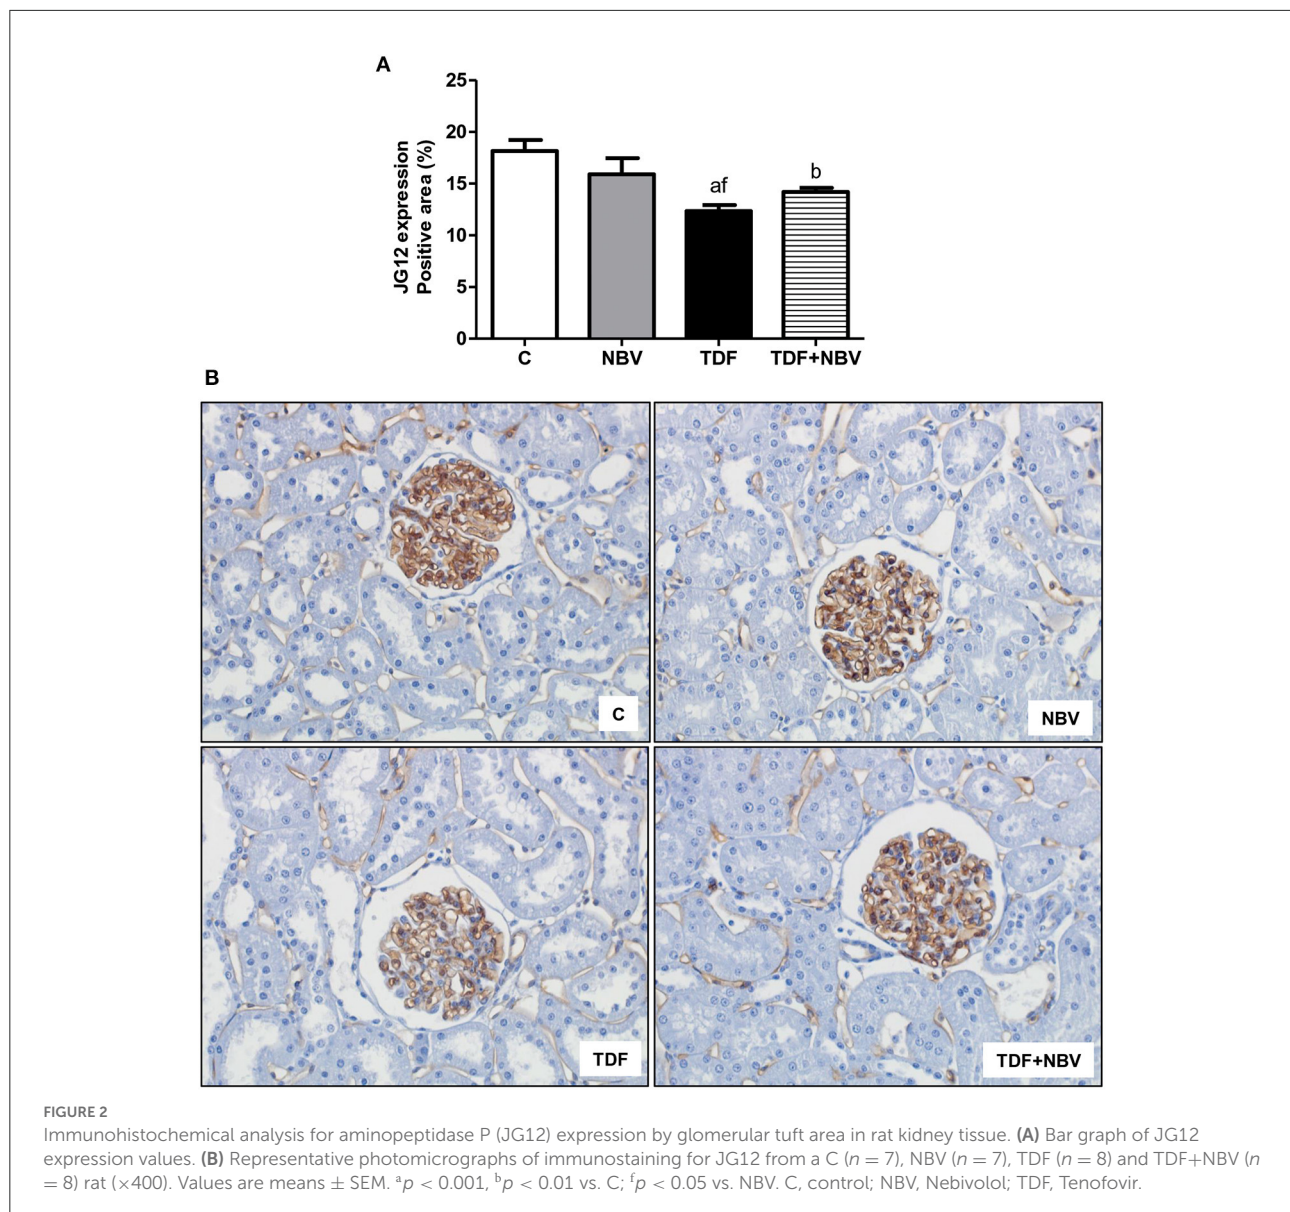 A
25
20
15
10
5
0
JG12 expression
Positive area (%)
af
b
C NBV TDF TDF+NBV
B
C
NBV
TDF
TDF+NBV
FIGURE 2
Immunohistochemical analysis for aminopeptidase P (JG12) expression by glomerular tuft area in rat kidney tissue. (A) Bar graph of JG12
expression values. (B) Representative photomicrographs of immunostaining for JG12 from a C (n = 7), NBV (n = 7), TDF (n = 8) and TDF+NBV (n
= 8) rat (×400). Values are means ± SEM. ᵃp < 0.001, ᵇp < 0.01 vs. C; ᶠp < 0.05 vs. NBV. C, control; NBV, Nebivolol; TDF, Tenofovir.